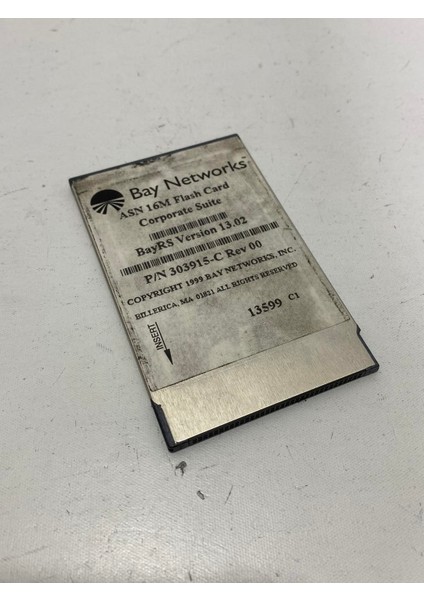 Bay Networks
ASN 16M Flash Card
Corporate Suite
BayRS Version 13.02
P/N 303915-C Rev 00
COPYRIGHT 1999 BAY NETWORKS, INC.
BILLERICA, MA 01821 ALL RIGHTS RESERVED
13599 C1
INSERT